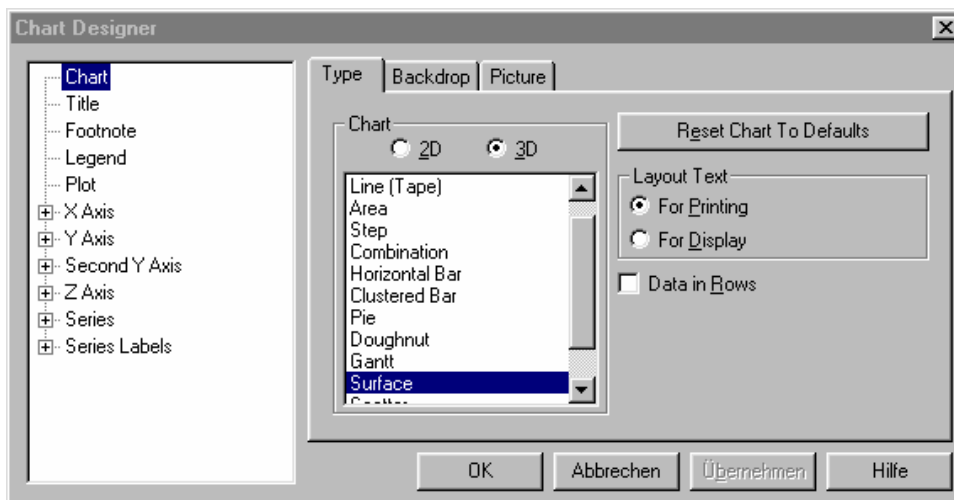 Chart Designer
Chart
Title
Footnote
Legend
Plot
X Axis
Y Axis
Second Y Axis
Z Axis
Series
Series Labels
Type
Backdrop
Picture
Chart
2D
3D
Line (Tape)
Area
Step
Combination
Horizontal Bar
Clustered Bar
Pie
Doughnut
Gantt
Surface
Reset Chart To Defaults
Layout Text
For Printing
For Display
Data in Rows
OK
Abbrechen
Übernehmen
Hilfe